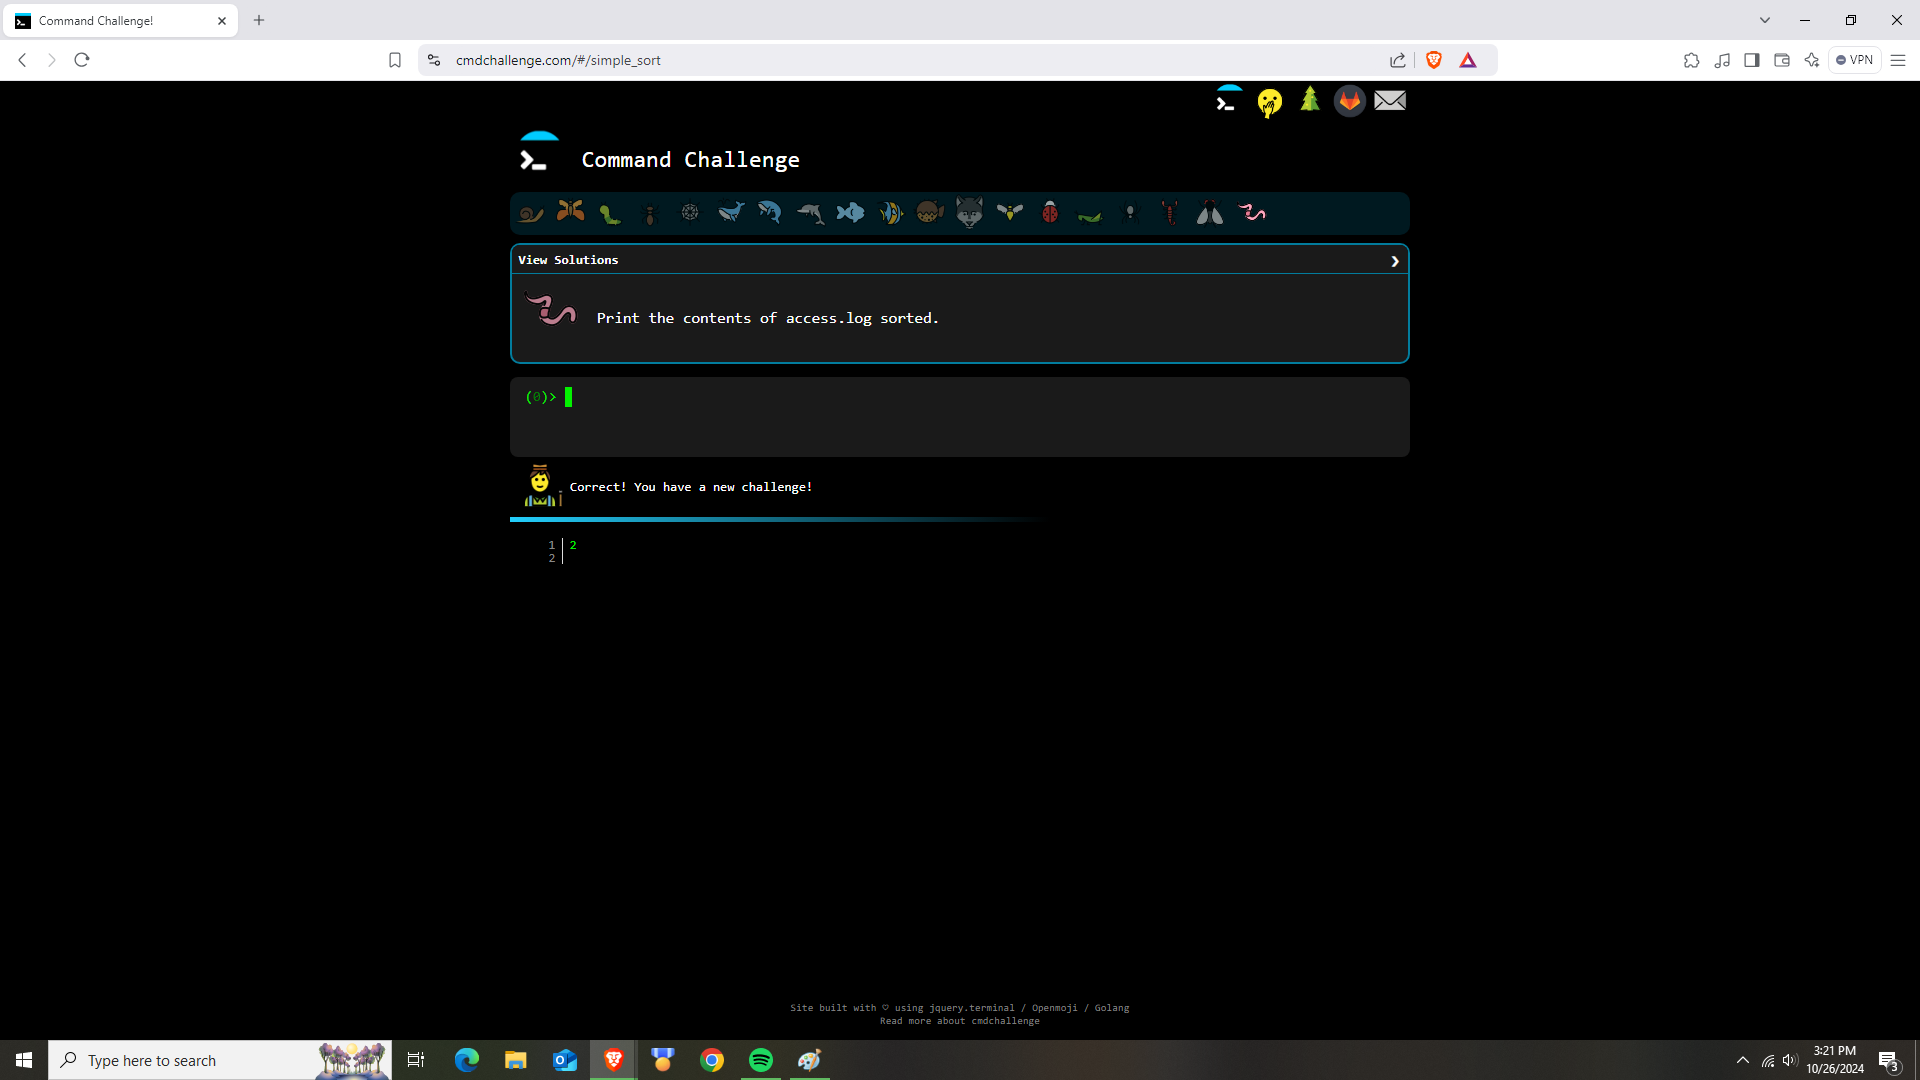 Command Challenge!
cmdchallenge.com/#/simple_sort
VPN
Command Challenge
View Solutions
Print the contents of access.log sorted.
(0)>
Correct! You have a new challenge!
1 2
2
Site built with ♡ using jquery.terminal / Openmoji / Golang
Read more about cmdchallenge
Type here to search
3:21 PM
10/26/2024
3